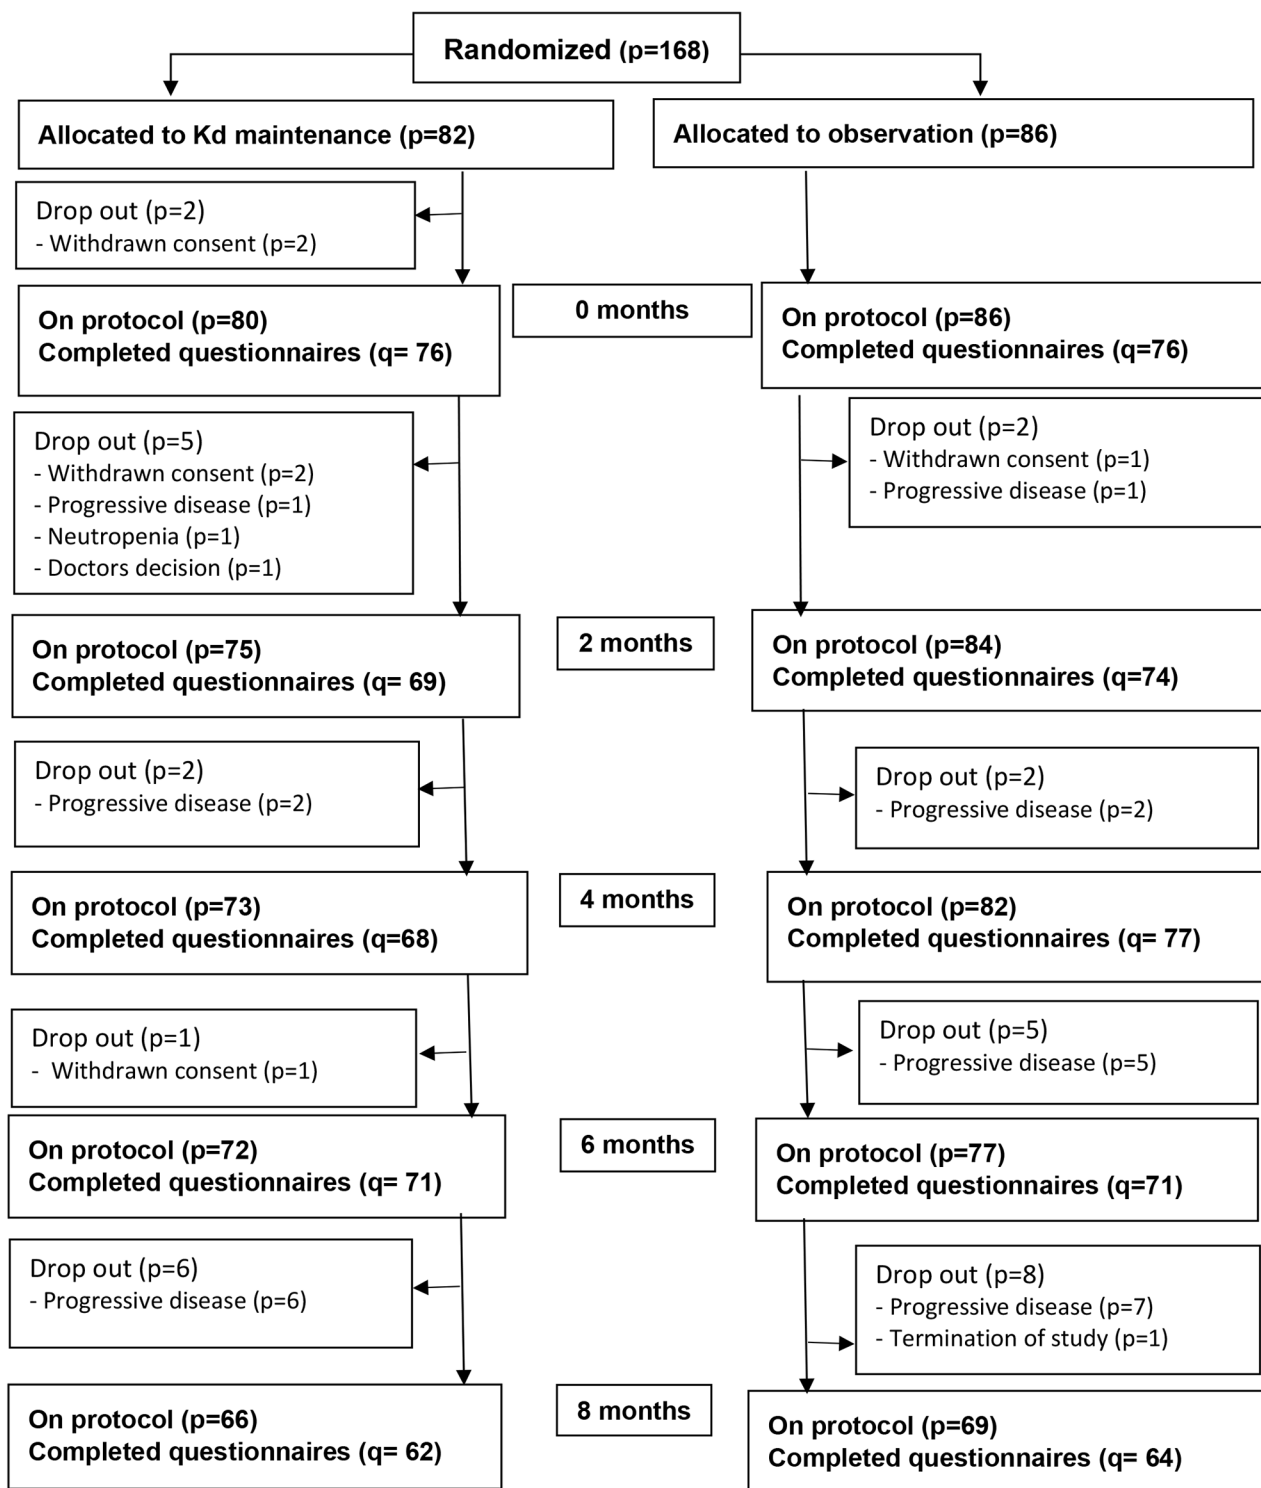 Randomized (p=168)
Allocated to Kd maintenance (p=82)
Allocated to observation (p=86)
Drop out (p=2)
- Withdrawn consent (p=2)
0 months
On protocol (p=80)
Completed questionnaires (q= 76)
On protocol (p=86)
Completed questionnaires (q=76)
Drop out (p=5)
- Withdrawn consent (p=2)
- Progressive disease (p=1)
- Neutropenia (p=1)
- Doctors decision (p=1)
Drop out (p=2)
- Withdrawn consent (p=1)
- Progressive disease (p=1)
2 months
On protocol (p=75)
Completed questionnaires (q= 69)
On protocol (p=84)
Completed questionnaires (q=74)
Drop out (p=2)
- Progressive disease (p=2)
Drop out (p=2)
- Progressive disease (p=2)
4 months
On protocol (p=73)
Completed questionnaires (q=68)
On protocol (p=82)
Completed questionnaires (q= 77)
Drop out (p=1)
- Withdrawn consent (p=1)
Drop out (p=5)
- Progressive disease (p=5)
6 months
On protocol (p=72)
Completed questionnaires (q= 71)
On protocol (p=77)
Completed questionnaires (q=71)
Drop out (p=6)
- Progressive disease (p=6)
Drop out (p=8)
- Progressive disease (p=7)
- Termination of study (p=1)
8 months
On protocol (p=66)
Completed questionnaires (q= 62)
On protocol (p=69)
Completed questionnaires (q= 64)